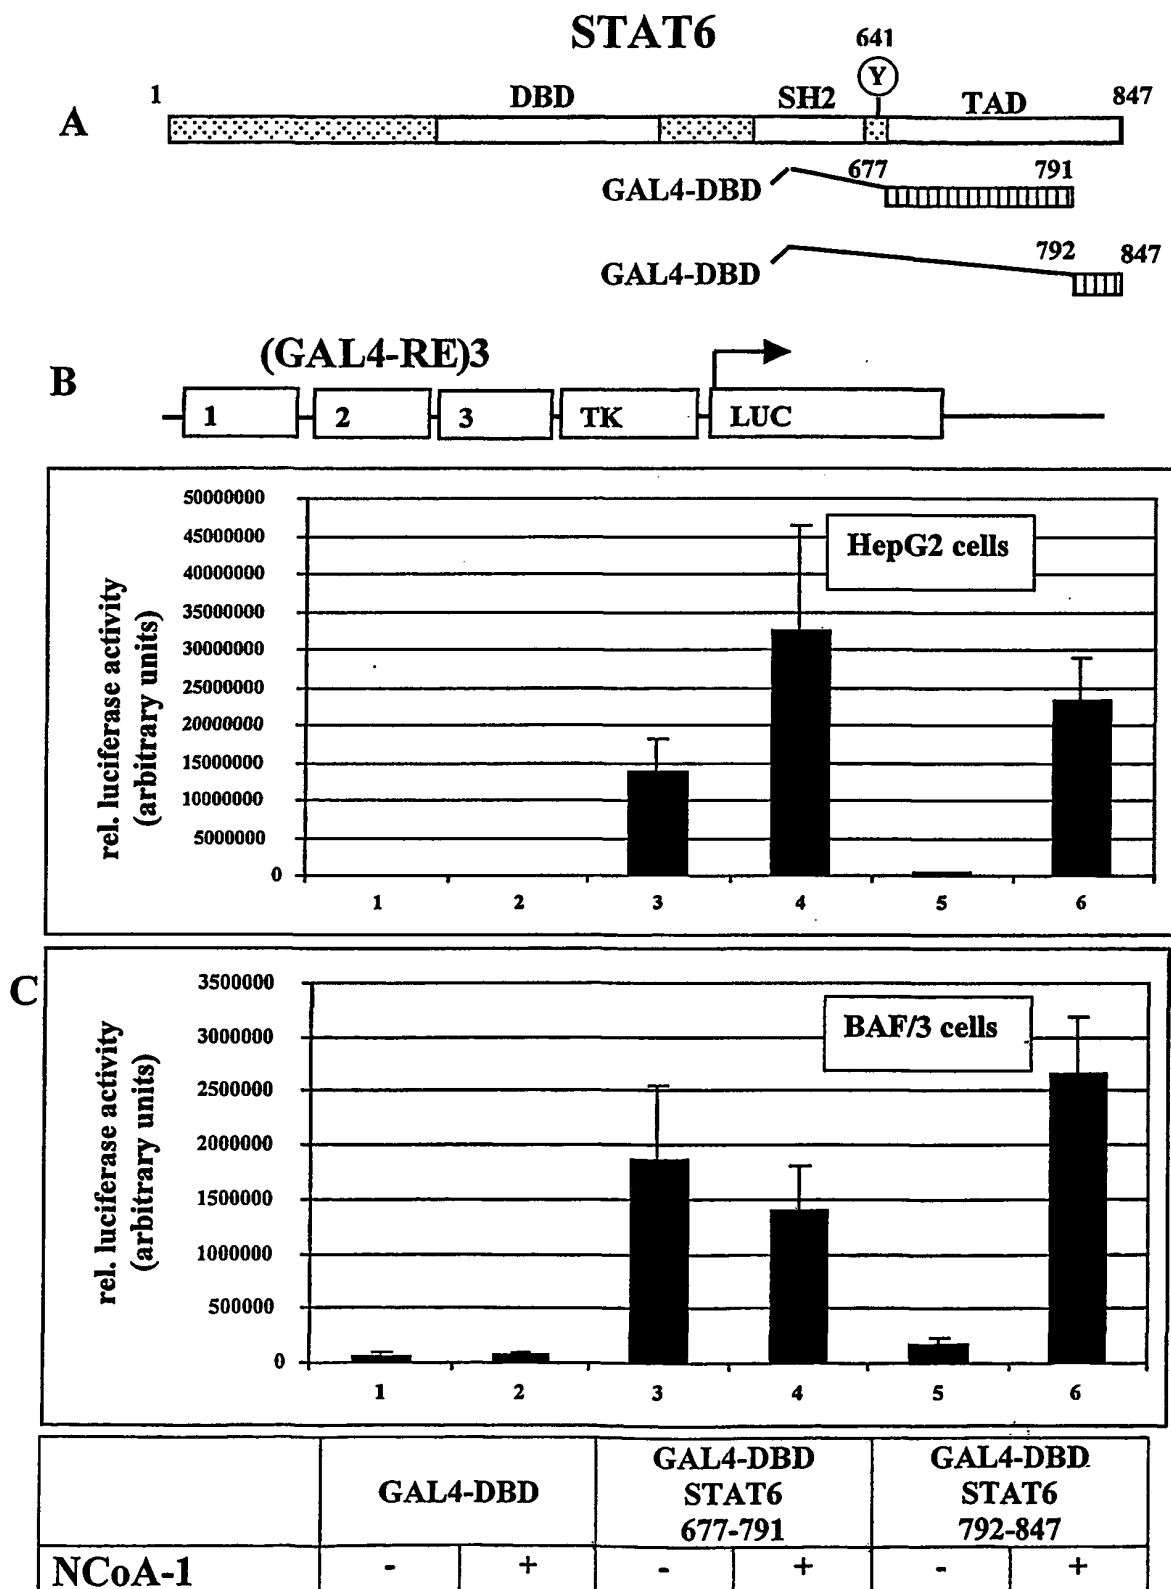 STAT6
641
Y
1
DBD
SH2
TAD
847
A
677
791
GAL4-DBD
792
847
GAL4-DBD
(GAL4-RE)3
B
1
2
3
TK
LUC
50000000
45000000
40000000
35000000
30000000
25000000
20000000
15000000
10000000
5000000
0
rel. luciferase activity
(arbitrary units)
HepG2 cells
1 2 3 4 5 6
C
3500000
3000000
2500000
2000000
1500000
1000000
500000
0
rel. luciferase activity
(arbitrary units)
BAF/3 cells
1 2 3 4 5 6
GAL4-DBD
GAL4-DBD
STAT6
677-791
GAL4-DBD
STAT6
792-847
NCoA-1 - + - + - +